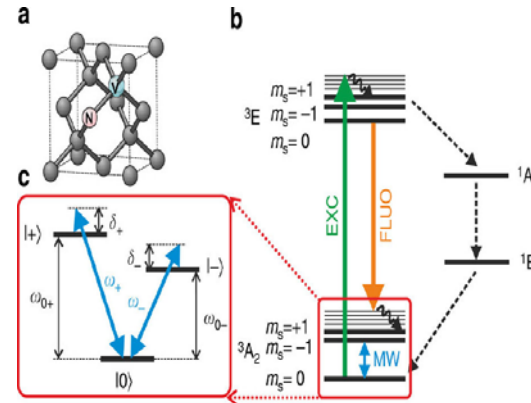 a
V
N
b
mₛ=+1
³E mₛ= −1
mₛ= 0
EXC
FLUO
¹A
¹E
mₛ=+1
³A₂ mₛ= −1
mₛ= 0
MW
c
|+⟩
δ₊
δ₋
|−⟩
ω₀₊
ω₊
ω₋
ω₀₋
|0⟩